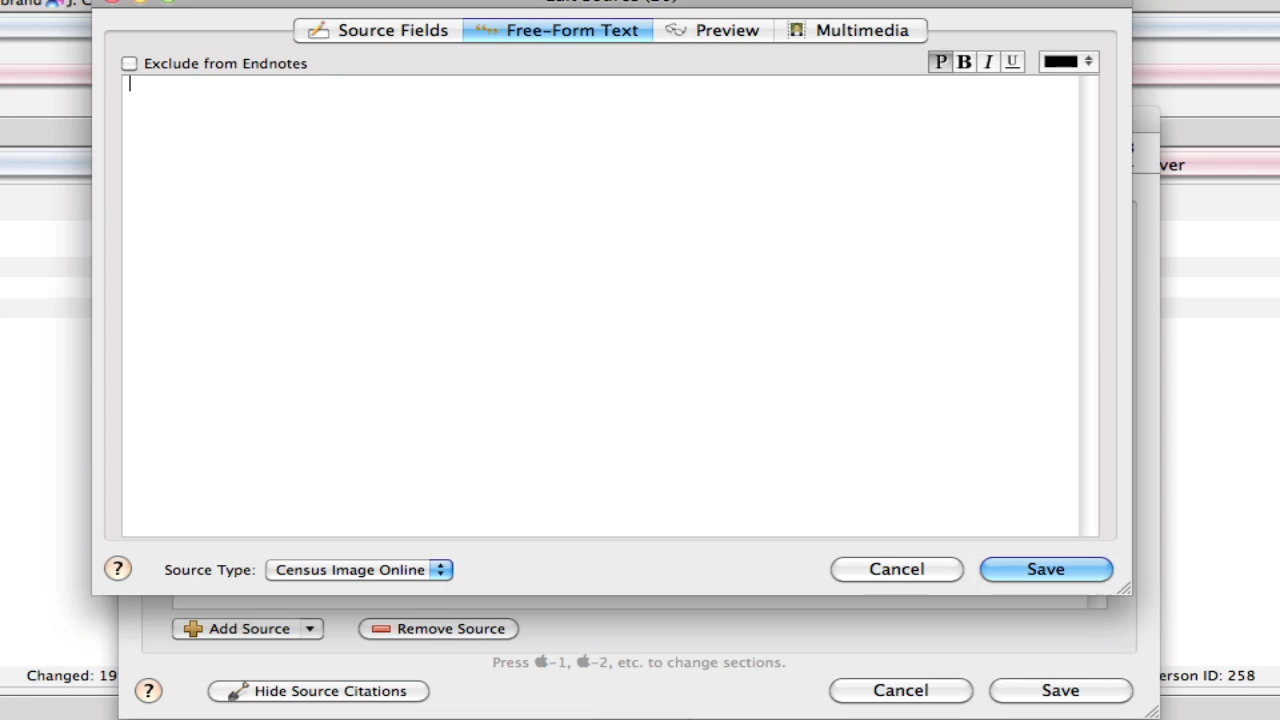 Source Fields Free-Form Text Preview Multimedia
Exclude from Endnotes P B I U
ver
? Source Type: Census Image Online Cancel Save
Add Source Remove Source
Press -1, -2, etc. to change sections.
Changed: 19 erson ID: 258
? Hide Source Citations Cancel Save